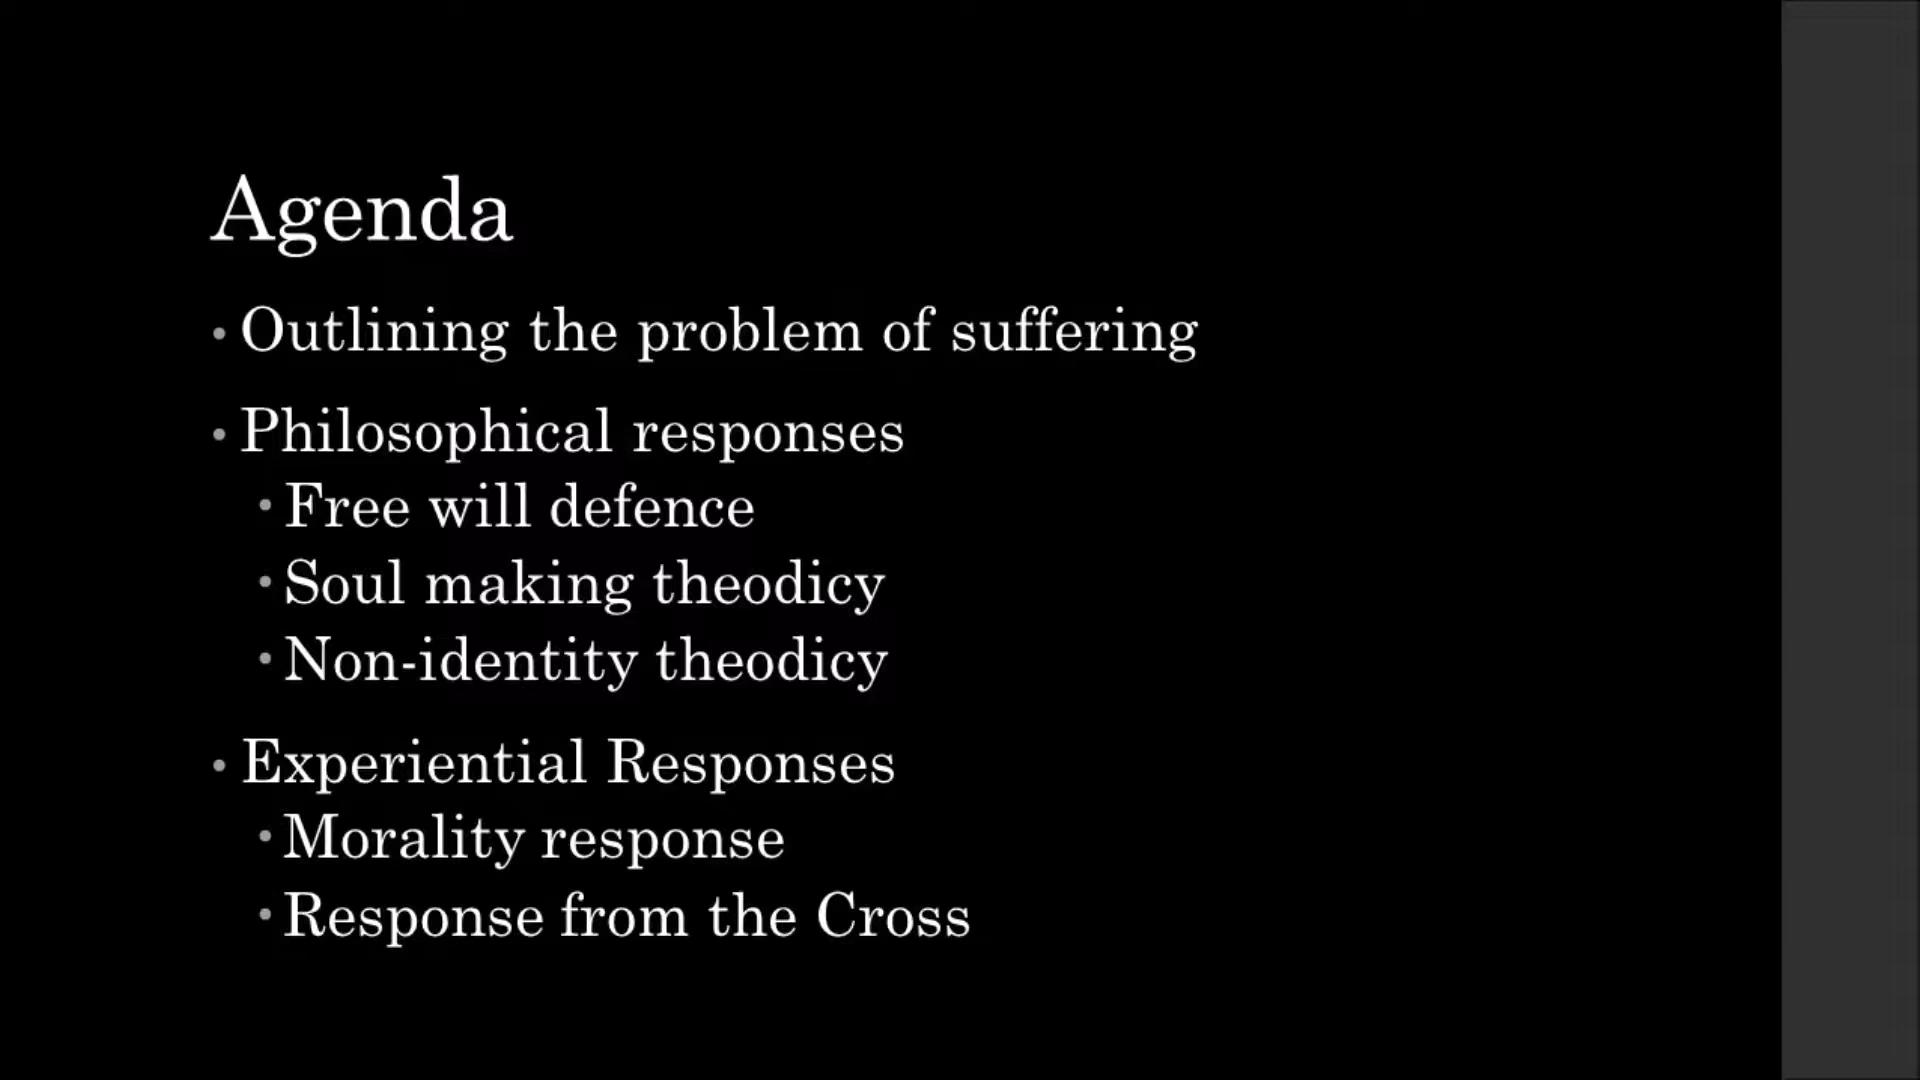 Agenda
• Outlining the problem of suffering
• Philosophical responses
• Free will defence
• Soul making theodicy
• Non-identity theodicy
• Experiential Responses
• Morality response
• Response from the Cross